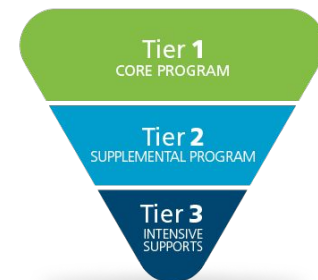 Tier 1
CORE PROGRAM
Tier 2
SUPPLEMENTAL PROGRAM
Tier 3
INTENSIVE
SUPPORTS